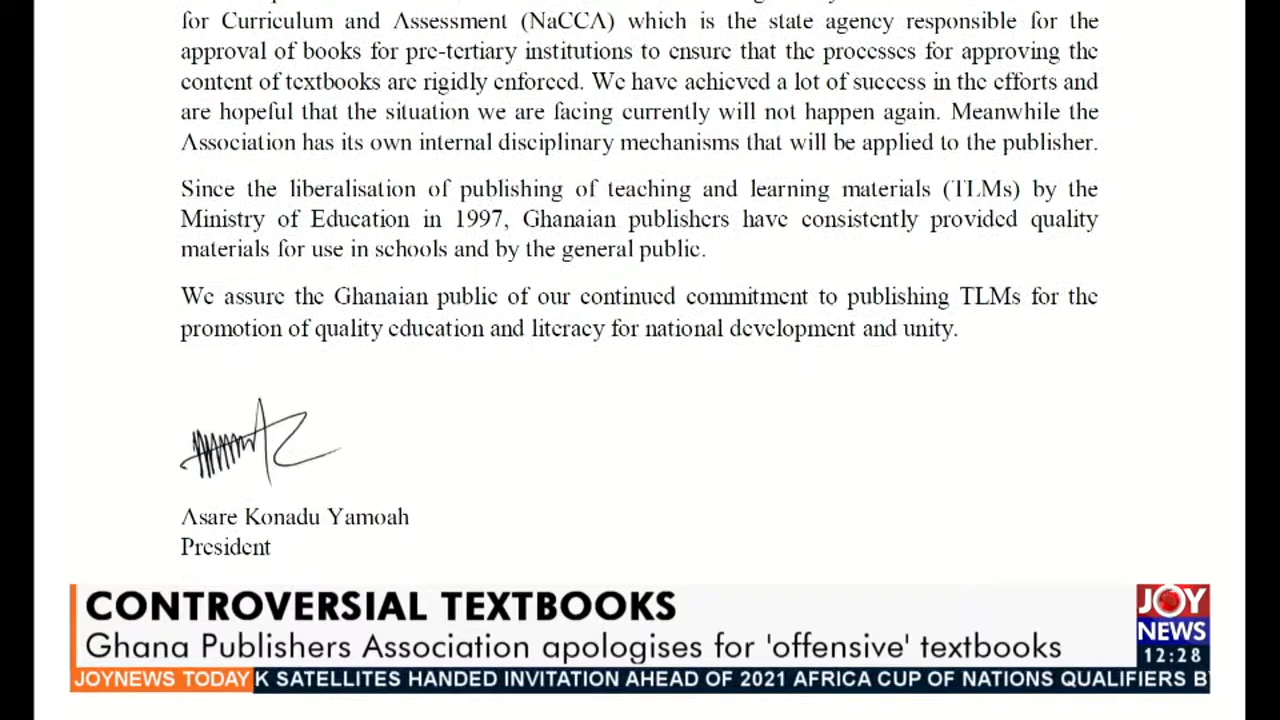 for Curriculum and Assessment (NaCCA) which is the state agency responsible for the
approval of books for pre-tertiary institutions to ensure that the processes for approving the
content of textbooks are rigidly enforced. We have achieved a lot of success in the efforts and
are hopeful that the situation we are facing currently will not happen again. Meanwhile the
Association has its own internal disciplinary mechanisms that will be applied to the publisher.
Since the liberalisation of publishing of teaching and learning materials (TLMs) by the
Ministry of Education in 1997, Ghanaian publishers have consistently provided quality
materials for use in schools and by the general public.
We assure the Ghanaian public of our continued commitment to publishing TLMs for the
promotion of quality education and literacy for national development and unity.
Asare Konadu Yamoah
President
CONTROVERSIAL TEXTBOOKS
Ghana Publishers Association apologises for 'offensive' textbooks
JOY
NEWS
12:28
JOYNEWS TODAY K SATELLITES HANDED INVITATION AHEAD OF 2021 AFRICA CUP OF NATIONS QUALIFIERS